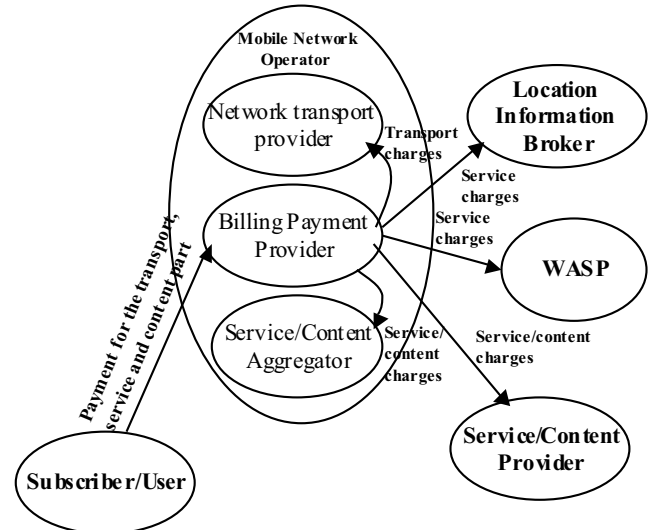 Mobile Network
Operator
Network transport
provider
Transport
charges
Location
Information
Broker
Service
charges
Billing Payment
Provider
Service
charges
WASP
Payment for the transport,
service and content part
Service/Content
Aggregator
Service/
content
charges
Service/content
charges
Service/Content
Provider
Subscriber/User